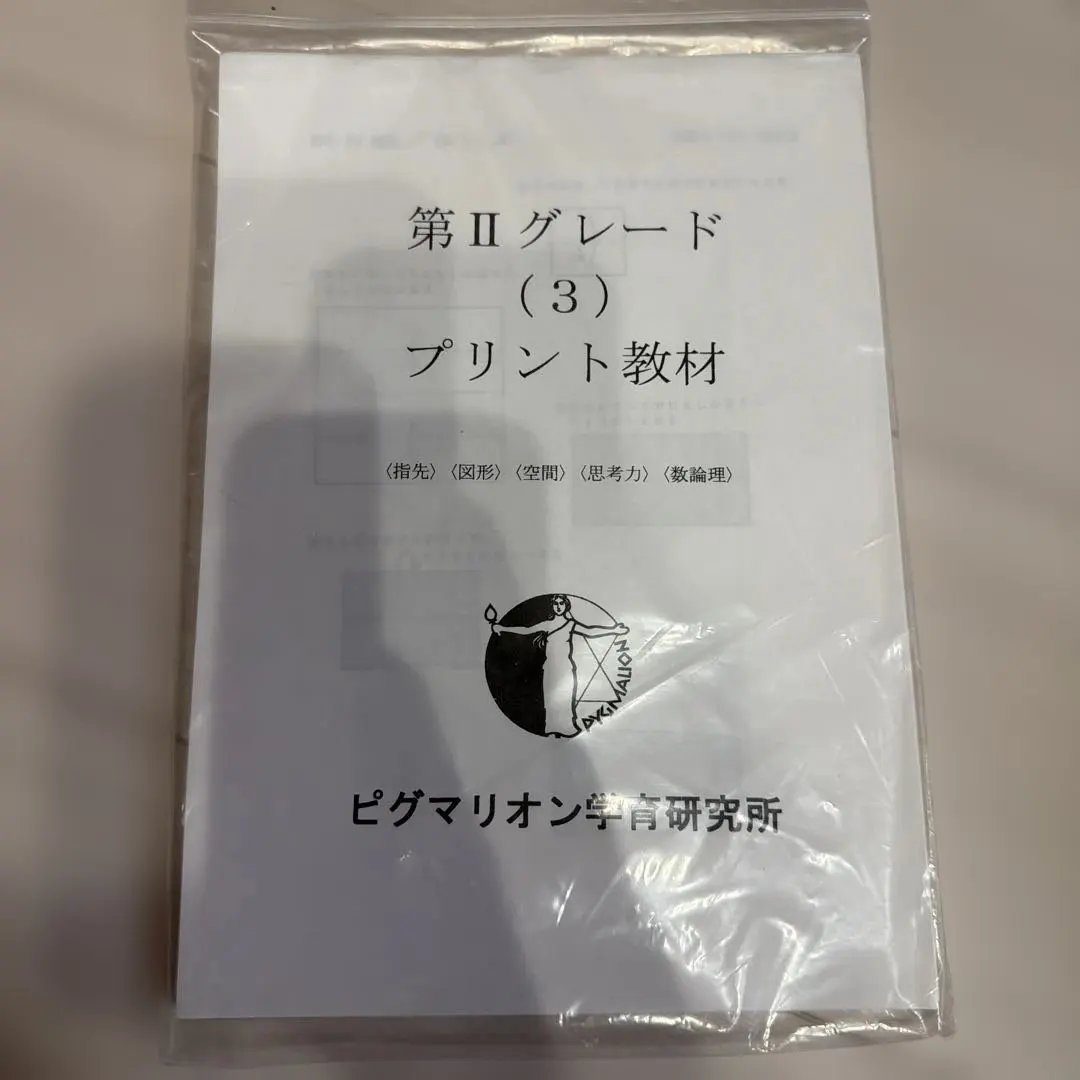 第Ⅱグレード
(3)
プリント教材
〈指先〉〈図形〉〈空間〉〈思考力〉〈数論理〉
PYGMALION
ピグマリオン学育研究所